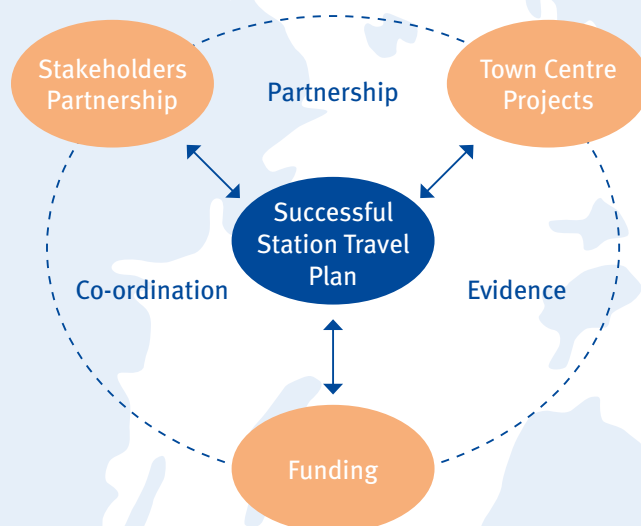 Stakeholders
Partnership
Partnership
Town Centre
Projects
Successful
Station Travel
Plan
Co-ordination
Evidence
Funding